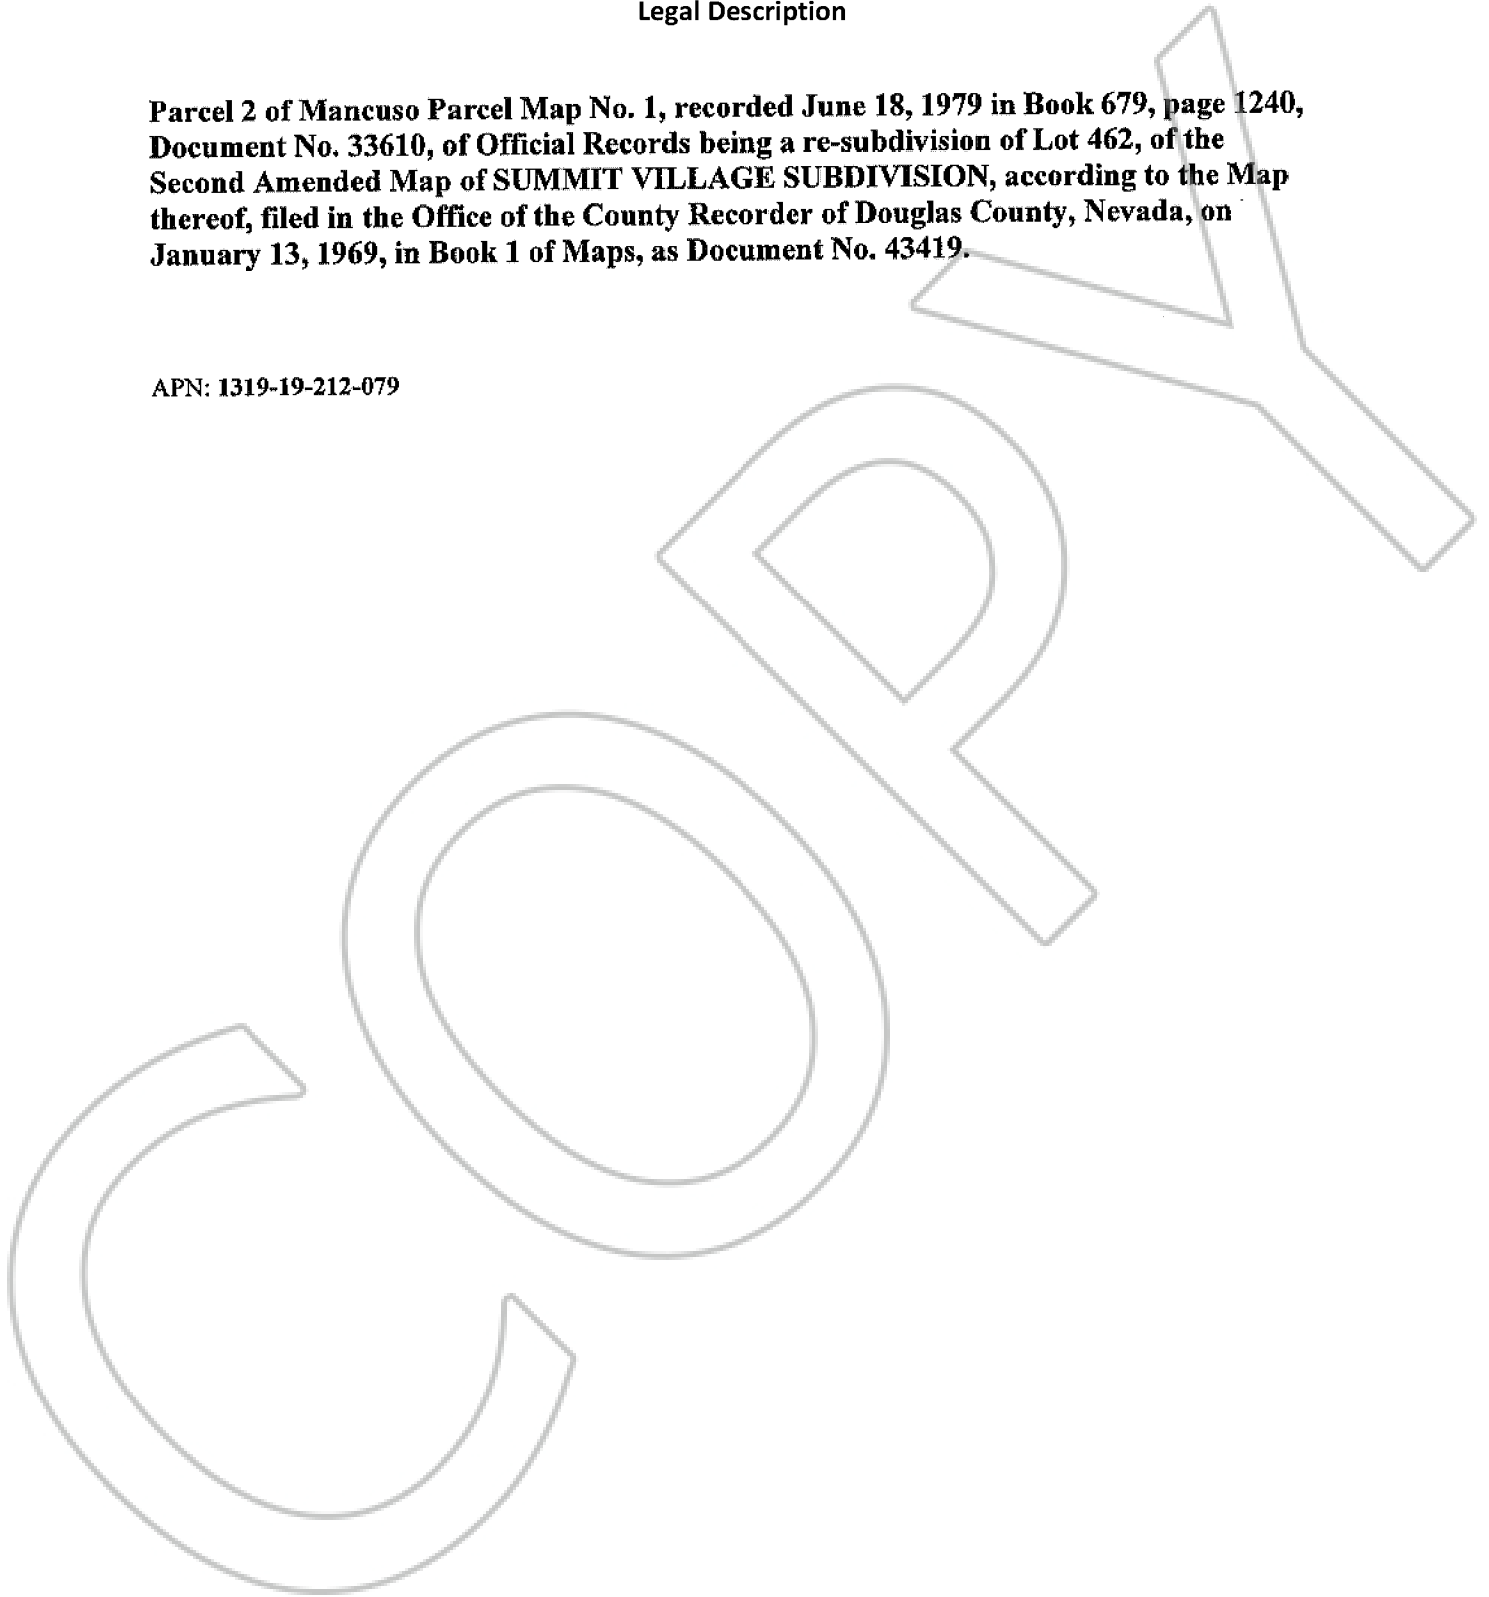 Legal Description
Parcel 2 of Mancuso Parcel Map No. 1, recorded June 18, 1979 in Book 679, page 1240,
Document No. 33610, of Official Records being a re-subdivision of Lot 462, of the
Second Amended Map of SUMMIT VILLAGE SUBDIVISION, according to the Map
thereof, filed in the Office of the County Recorder of Douglas County, Nevada, on
January 13, 1969, in Book 1 of Maps, as Document No. 43419.
APN: 1319-19-212-079
COPY